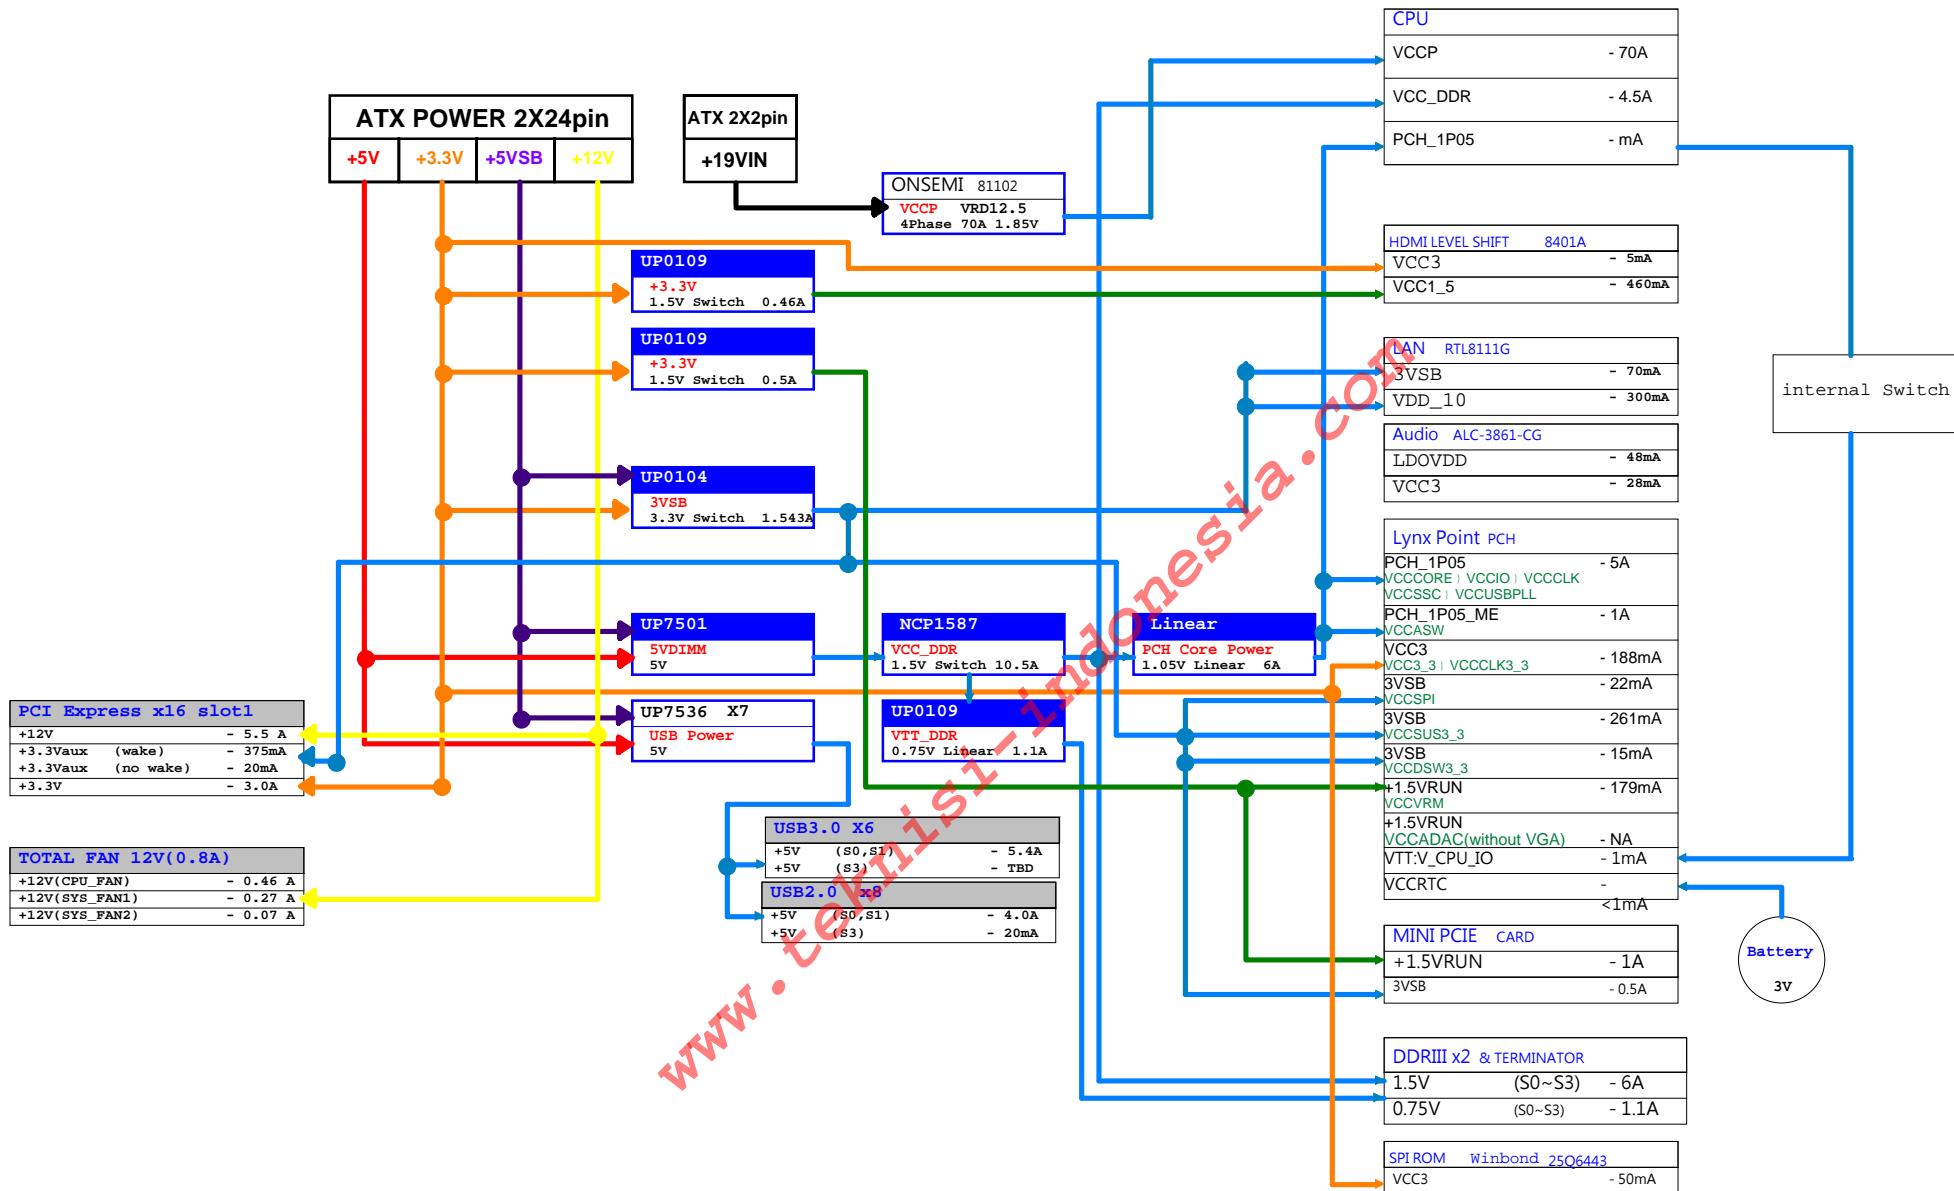 ATX POWER 2X24pin
+5V +3.3V +5VSB +12V
ATX 2X2pin
+19VIN
ONSEMI 81102
VCCP VRD12.5
4Phase 70A 1.85V
UP0109
+3.3V
1.5V Switch 0.46A
UP0109
+3.3V
1.5V Switch 0.5A
UP0104
3VSB
3.3V Switch 1.543A
UP7501
5VDIMM
5V
NCP1587
VCC_DDR
1.5V Switch 10.5A
Linear
PCH Core Power
1.05V Linear 6A
UP7536 X7
USB Power
5V
UP0109
VTT_DDR
0.75V Linear 1.1A
PCI Express x16 slot1
+12V - 5.5 A
+3.3Vaux (wake) - 375mA
+3.3Vaux (no wake) - 20mA
+3.3V - 3.0A
TOTAL FAN 12V(0.8A)
+12V(CPU_FAN) - 0.46 A
+12V(SYS_FAN1) - 0.27 A
+12V(SYS_FAN2) - 0.07 A
USB3.0 X6
+5V (S0,S1) - 5.4A
+5V (S3) - TBD
USB2.0 x8
+5V (S0,S1) - 4.0A
+5V (S3) - 20mA
CPU
VCCP - 70A
VCC_DDR - 4.5A
PCH_1P05 - mA
HDMI LEVEL SHIFT 8401A
VCC3 - 5mA
VCC1_5 - 460mA
LAN RTL8111G
3VSB - 70mA
VDD_10 - 300mA
Audio ALC-3861-CG
LDOVDD - 48mA
VCC3 - 28mA
Lynx Point PCH
PCH_1P05 - 5A
VCCCORE | VCCIO | VCCCLK
VCCSSC | VCCUSBPLL
PCH_1P05_ME - 1A
VCCASW
VCC3 - 188mA
VCC3_3 | VCCCLK3_3
3VSB - 22mA
VCCSPI
3VSB - 261mA
VCCSUS3_3
3VSB - 15mA
VCCDSW3_3
+1.5VRUN - 179mA
VCCVRM
+1.5VRUN
VCCADAC(without VGA) - NA
VTT:V_CPU_IO - 1mA
VCCRTC -
<1mA
MINI PCIE CARD
+1.5VRUN - 1A
3VSB - 0.5A
DDRIII x2 & TERMINATOR
1.5V (S0~S3) - 6A
0.75V (S0~S3) - 1.1A
SPI ROM Winbond 25Q6443
VCC3 - 50mA
internal Switch
Battery
3V
www.teknisi-indonesia.com